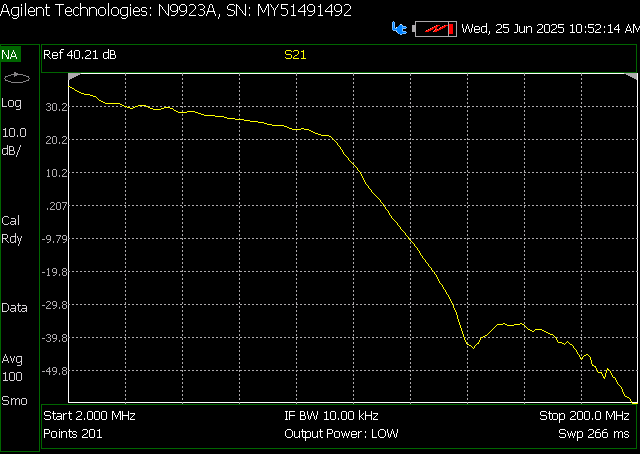 Agilent Technologies: N9923A, SN: MY51491492
Wed, 25 Jun 2025 10:52:14 AM
NA Ref 40.21 dB S21
Log
10.0
dB/
Cal
Rdy
Data
Avg
100
Smo
30.2
20.2
10.2
.207
-9.79
-19.8
-29.8
-39.8
-49.8
Start 2.000 MHz IF BW 10.00 kHz Stop 200.0 MHz
Points 201 Output Power: LOW Swp 266 ms